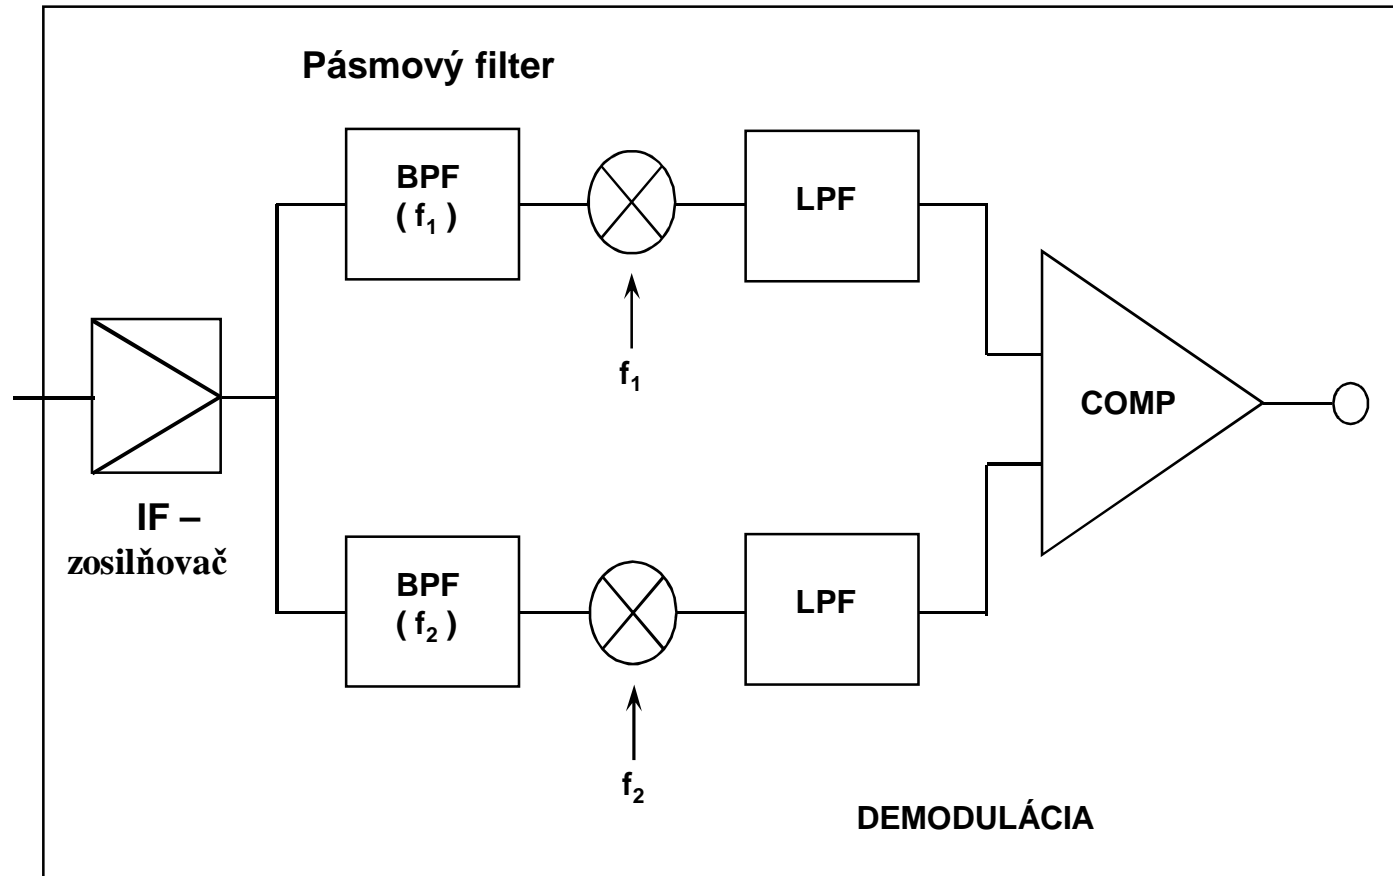 Pásmový filter
BPF
( f₁ )
LPF
f₁
COMP
IF –
zosilňovač
BPF
( f₂ )
LPF
f₂
DEMODULÁCIA